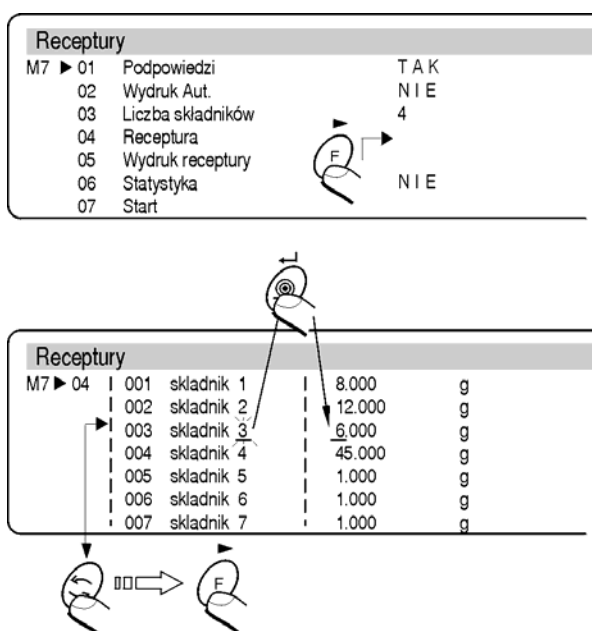 Receptury
M7 ▶ 01 Podpowiedzi TAK
02 Wydruk Aut. NIE
03 Liczba składników 4
04 Receptura
05 Wydruk receptury
06 Statystyka NIE
07 Start
F
Receptury
M7 ▶ 04 001 skladnik 1 8.000 g
002 skladnik 2 12.000 g
003 skladnik 3 6.000 g
004 skladnik 4 45.000 g
005 skladnik 5 1.000 g
006 skladnik 6 1.000 g
007 skladnik 7 1.000 g
F